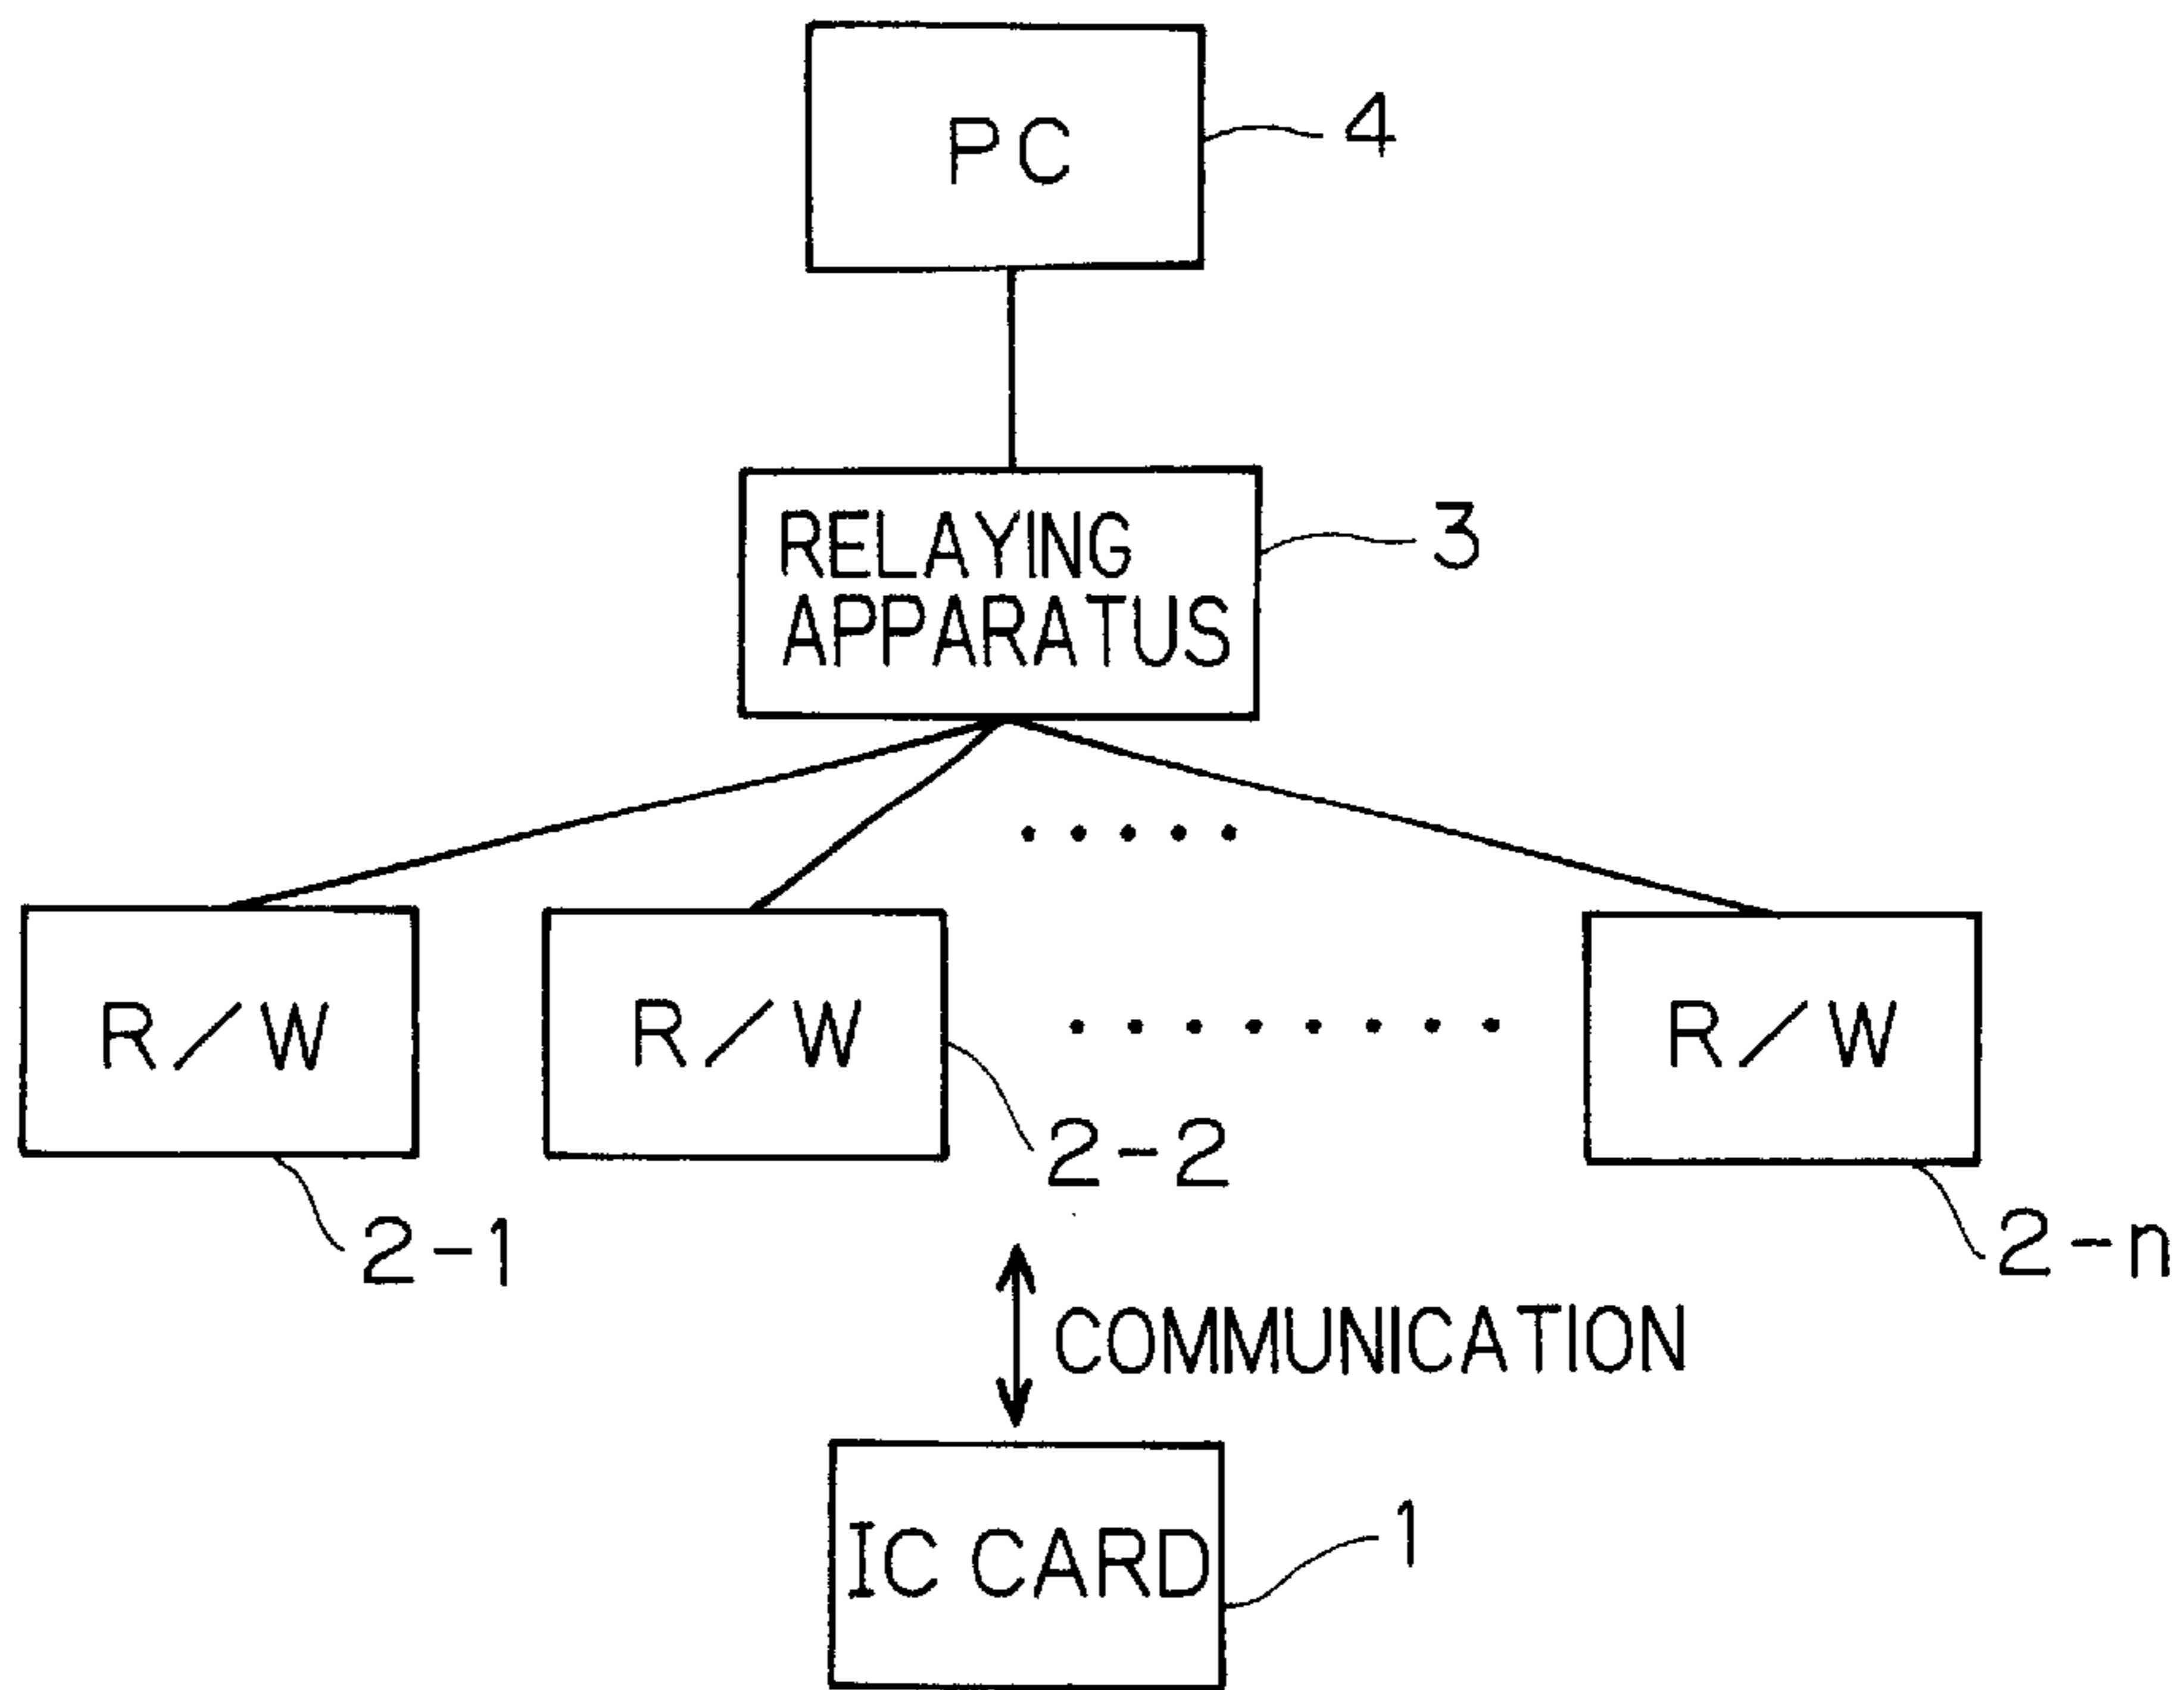 PC
4
RELAYING
APPARATUS
3
R/W
R/W
R/W
2-2
2-1
2-n
COMMUNICATION
IC CARD
1